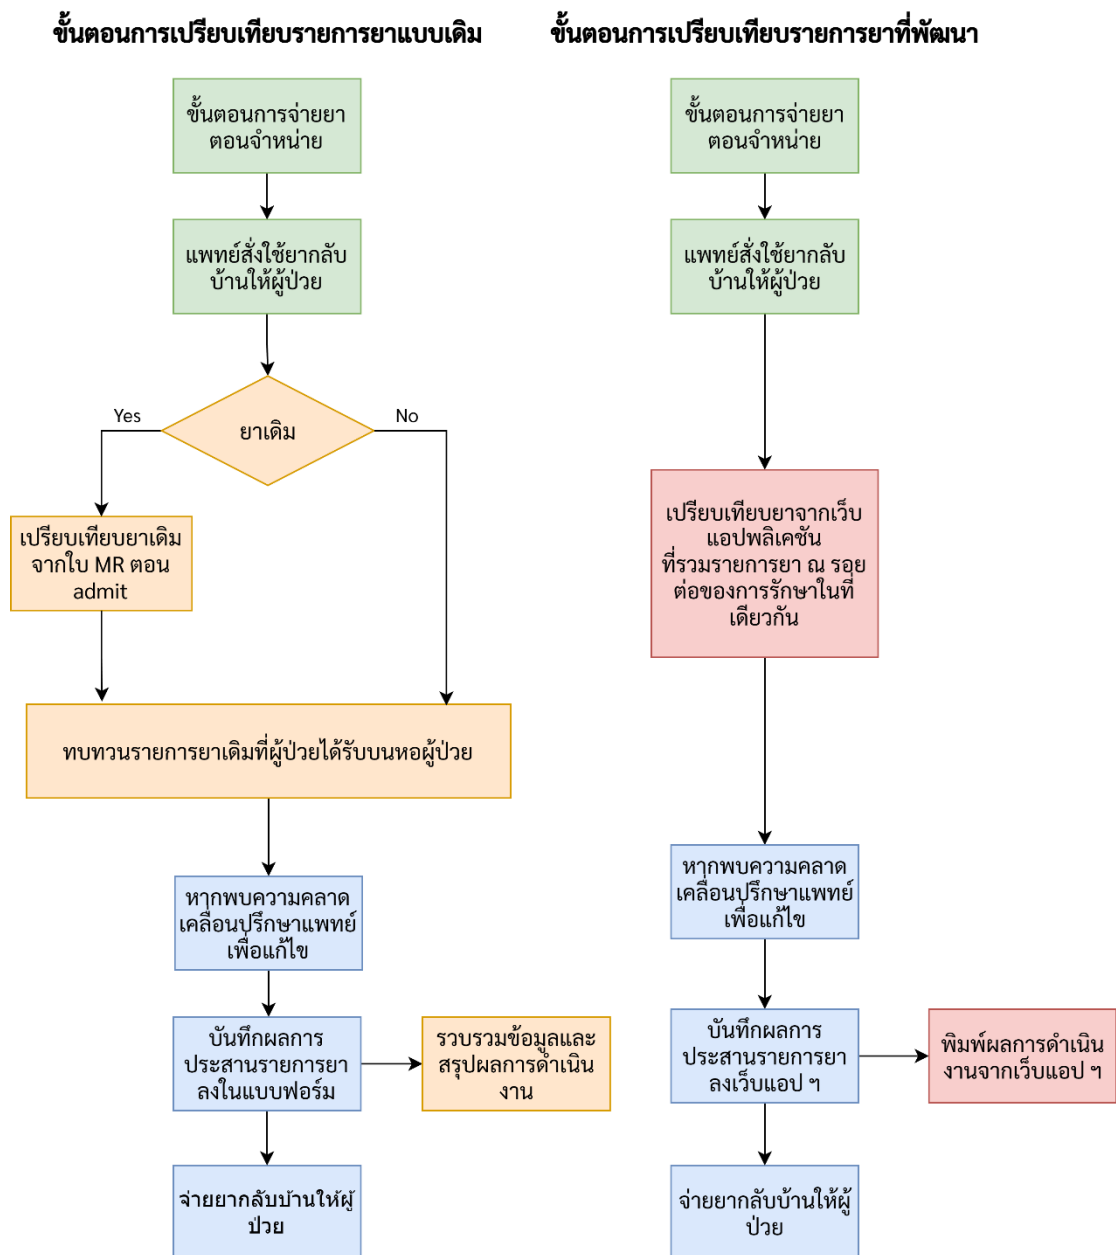 ขั้นตอนการเปรียบเทียบรายการยาแบบเดิม
ขั้นตอนการจ่ายยา
ตอนจำหน่าย
แพทย์สั่งใช้ยากลับ
บ้านให้ผู้ป่วย
ยาเดิม
Yes
No
เปรียบเทียบยาเดิม
จากใบ MR ตอน
admit
ทบทวนรายการยาเดิมที่ผู้ป่วยได้รับบนหอผู้ป่วย
หากพบความคลาด
เคลื่อนปรึกษาแพทย์
เพื่อแก้ไข
บันทึกผลการ
ประสานรายการยา
ลงในแบบฟอร์ม
รวบรวมข้อมูลและ
สรุปผลการดำเนิน
งาน
จ่ายยากลับบ้านให้ผู้
ป่วย
ขั้นตอนการเปรียบเทียบรายการยาที่พัฒนา
ขั้นตอนการจ่ายยา
ตอนจำหน่าย
แพทย์สั่งใช้ยากลับ
บ้านให้ผู้ป่วย
เปรียบเทียบยาจากเว็บ
แอปพลิเคชัน
ที่รวมรายการยา ณ รอย
ต่อของการรักษาในที่
เดียวกัน
หากพบความคลาด
เคลื่อนปรึกษาแพทย์
เพื่อแก้ไข
บันทึกผลการ
ประสานรายการยา
ลงเว็บแอป ฯ
พิมพ์ผลการดำเนิน
งานจากเว็บแอป ฯ
จ่ายยากลับบ้านให้ผู้
ป่วย